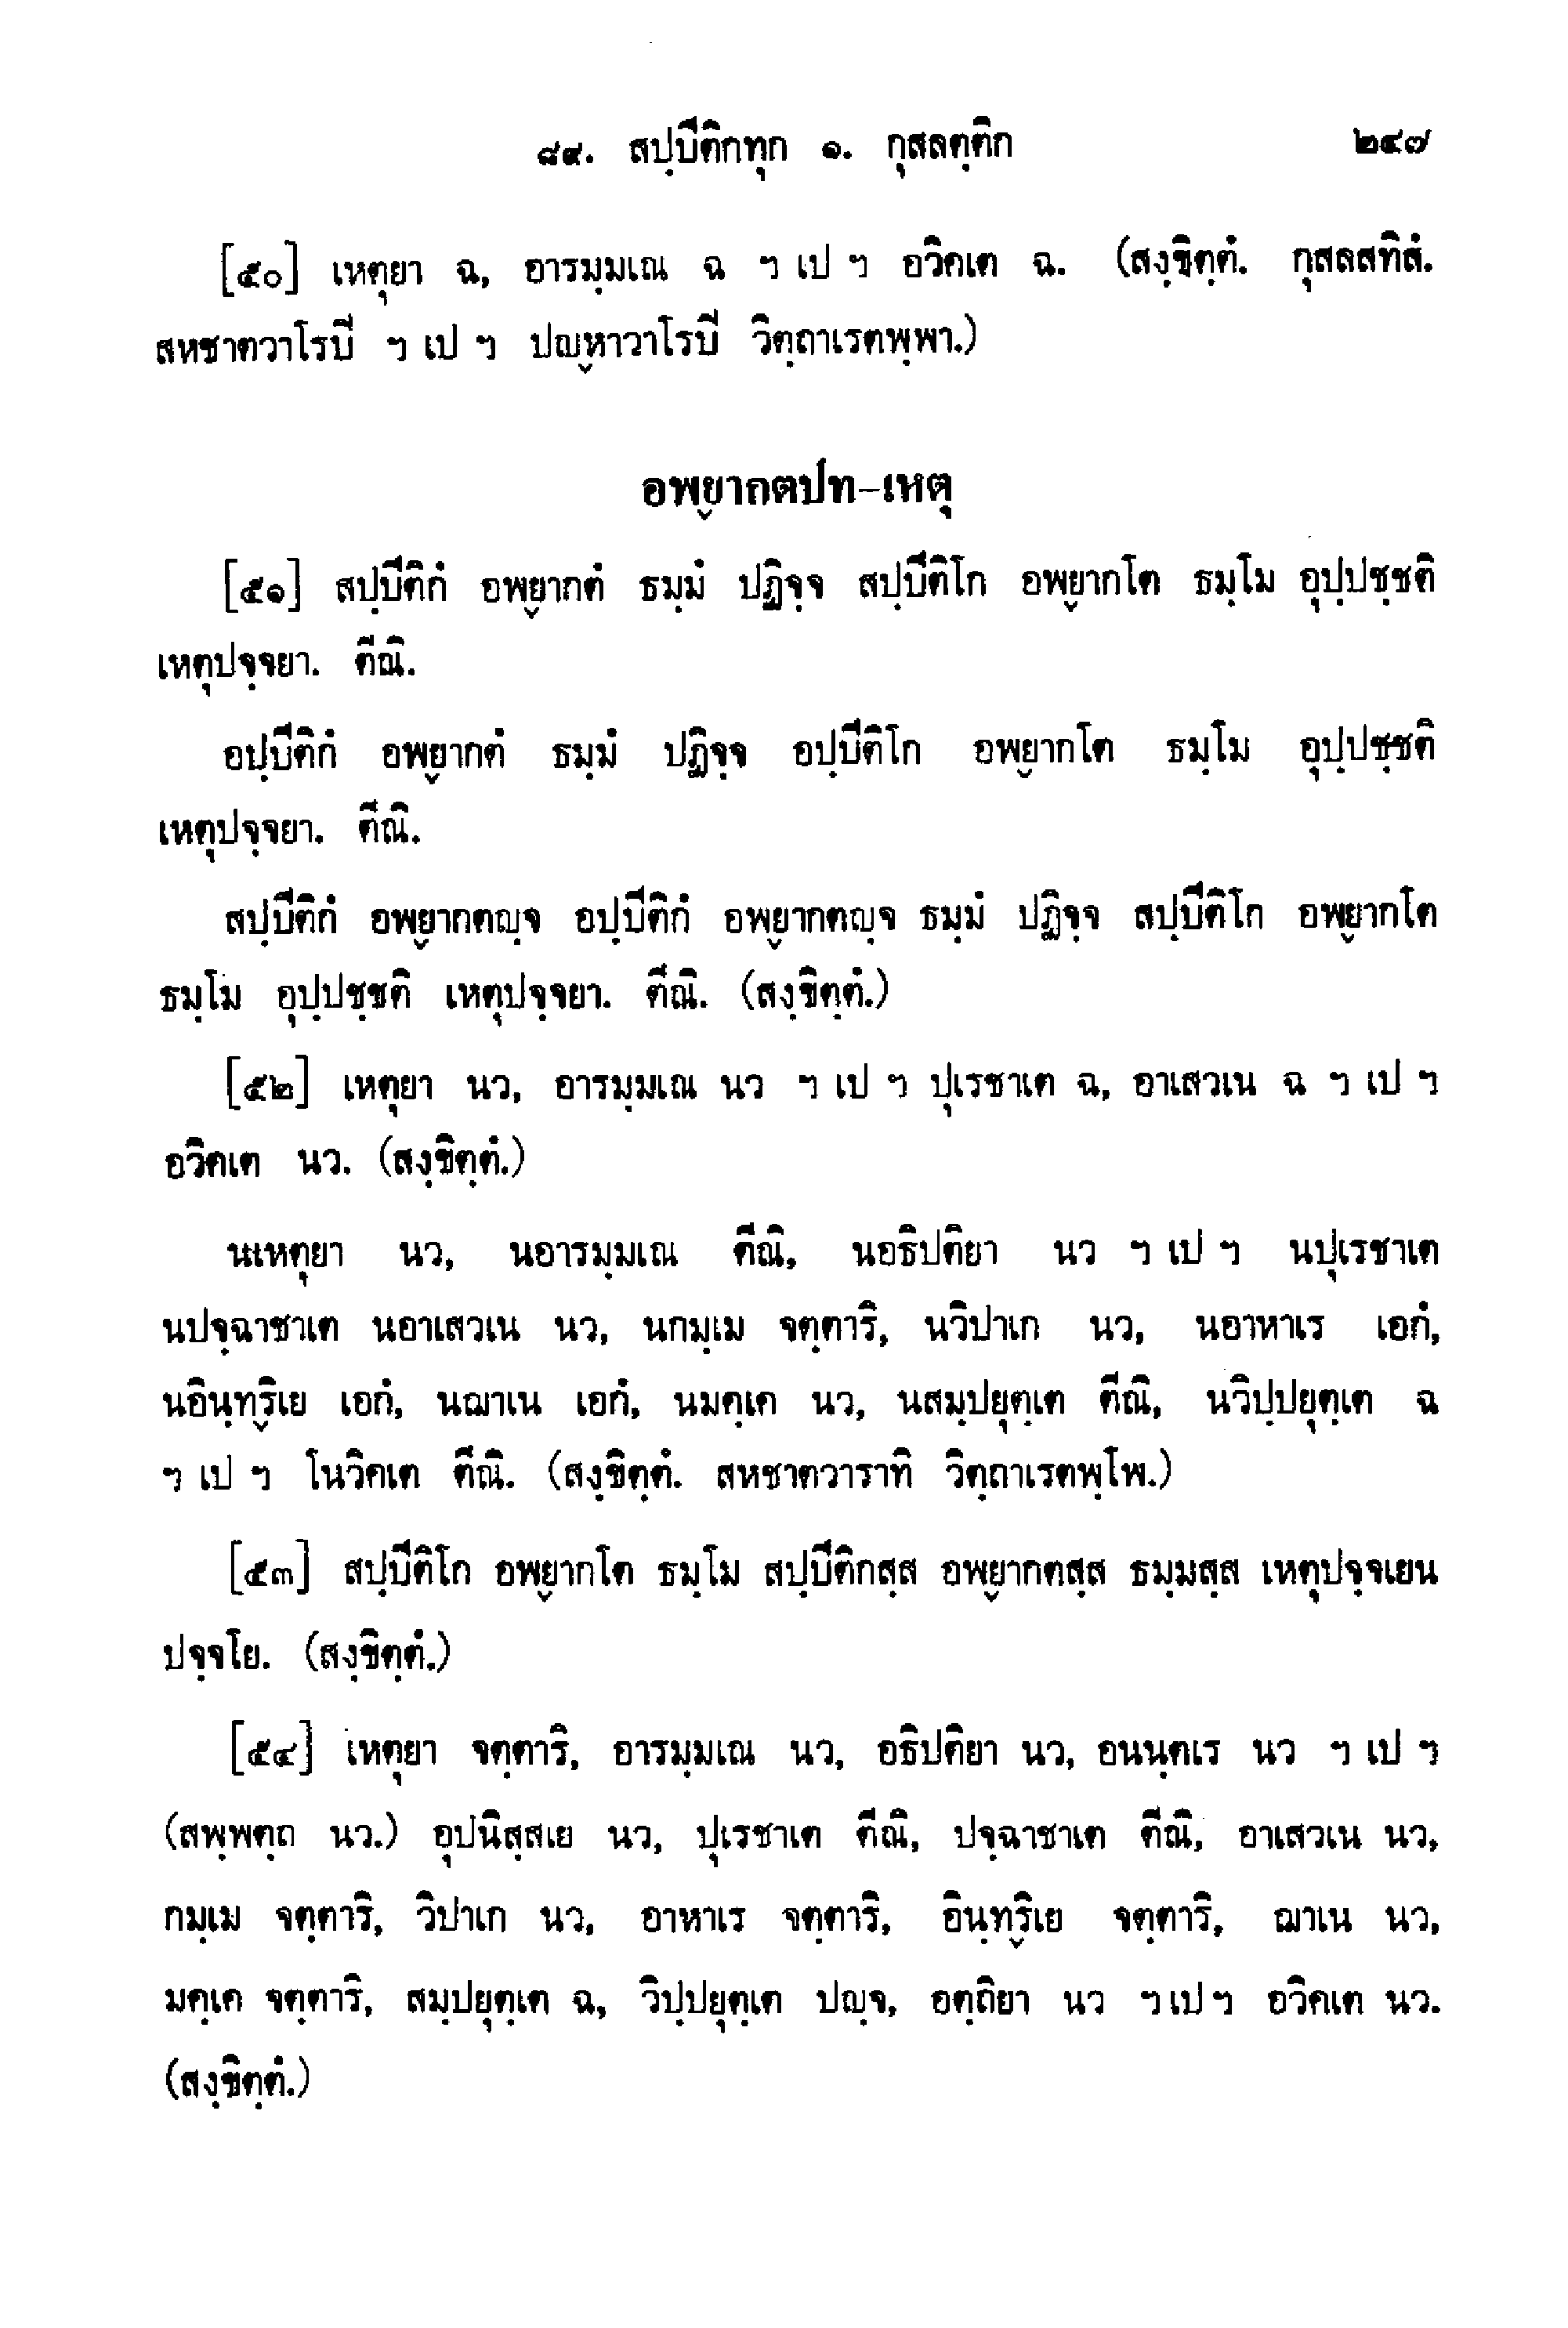 ๘๙. สปฺปีติกทุก ๑. กุสลตฺติก ๒๔๗
[๕๐] เหตุยา ฉ, อารมฺมเณ ฉ ฯ เป ฯ อวิคเต ฉ. (สงฺขิตฺตํ. กุสลสทิสํ.
สหชาตวาโรปิ ฯ เป ฯ ปญฺหาวาโรปิ วิตฺถาเรตพฺพา.)
อพฺยากตปท-เหตุ
[๕๑] สปฺปีติกํ อพฺยากตํ ธมฺมํ ปฏิจฺจ สปฺปีติโก อพฺยากโต ธมฺโม อุปฺปชฺชติ
เหตุปจฺจยา. ตีณิ.
อปฺปีติกํ อพฺยากตํ ธมฺมํ ปฏิจฺจ อปฺปีติโก อพฺยากโต ธมฺโม อุปฺปชฺชติ
เหตุปจฺจยา. ตีณิ.
สปฺปีติกํ อพฺยากตญฺจ อปฺปีติกํ อพฺยากตญฺจ ธมฺมํ ปฏิจฺจ สปฺปีติโก อพฺยากโต
ธมฺโม อุปฺปชฺชติ เหตุปจฺจยา. ตีณิ. (สงฺขิตฺตํ.)
[๕๒] เหตุยา นว, อารมฺมเณ นว ฯ เป ฯ ปุเรชาเต ฉ, อาเสวเน ฉ ฯ เป ฯ
อวิคเต นว. (สงฺขิตฺตํ.)
นเหตุยา นว, นอารมฺมเณ ตีณิ, นอธิปติยา นว ฯ เป ฯ นปุเรชาเต
นปจฺฉาชาเต นอาเสวเน นว, นกมฺเม จตฺตาริ, นวิปาเก นว, นอาหาเร เอกํ,
นอินฺทฺริเย เอกํ, นฌาเน เอกํ, นมคฺเค นว, นสมฺปยุตฺเต ตีณิ, นวิปฺปยุตฺเต ฉ
ฯ เป ฯ โนวิคเต ตีณิ. (สงฺขิตฺตํ. สหชาตวาราทิ วิตฺถาเรตพฺโพ.)
[๕๓] สปฺปีติโก อพฺยากโต ธมฺโม สปฺปีติกสฺส อพฺยากตสฺส ธมฺมสฺส เหตุปจฺจเยน
ปจฺจโย. (สงฺขิตฺตํ.)
[๕๔] เหตุยา จตฺตาริ, อารมฺมเณ นว, อธิปติยา นว, อนนฺตเร นว ฯ เป ฯ
(สพฺพตฺถ นว.) อุปนิสฺสเย นว, ปุเรชาเต ตีณิ, ปจฺฉาชาเต ตีณิ, อาเสวเน นว,
กมฺเม จตฺตาริ, วิปาเก นว, อาหาเร จตฺตาริ, อินฺทฺริเย จตฺตาริ, ฌาเน นว,
มคฺเค จตฺตาริ, สมฺปยุตฺเต ฉ, วิปฺปยุตฺเต ปญฺจ, อตฺถิยา นว ฯ เป ฯ อวิคเต นว.
(สงฺขิตฺตํ.)